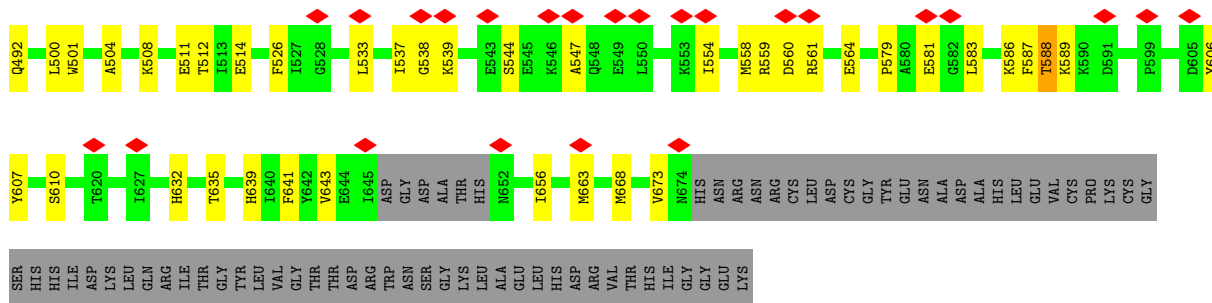 Q492 L500 W501 A504 K508 E511 T512 I513 E514 F526 I527 G528 L533 I537 G538 K539 E543 S544 E545 K546 A547 Q548 E549 L550 K553 I554 M558 R559 D560 R561 E564 P579 A580 E581 G582 L583 K586 F587 T588 K589 K590 D591 P599 D605 Y606
Y607 S610 T620 I627 H632 T635 H639 I640 F641 Y642 V643 E644 I645 ASP GLY ASP ALA THR HIS N652 I656 M663 M668 V673 N674 HIS ASN ARG ASN ARG CYS LEU ASP CYS GLY TYR GLU ASN ALA ASP ALA HIS LEU GLU VAL CYS PRO LYS CYS GLY
SER HIS HIS ILE ASP LYS LEU GLN ARG ILE THR GLY TYR LEU VAL GLY THR THR ASP ARG TRP ASN SER GLY LYS LEU ALA GLU LEU HIS ASP ARG VAL THR HIS ILE GLY GLY GLU LYS